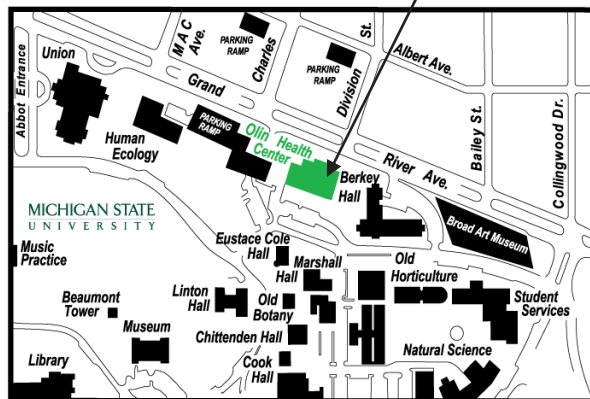 Abbot Entrance
Union
MAC
Ave.
PARKING
RAMP
Charles
St.
PARKING
RAMP
Division
Albert Ave.
Bailey St.
Collingwood Dr.
Grand
River Ave.
Human
Ecology
PARKING
RAMP
Olin Health
Center
Berkey
Hall
Broad Art Museum
MICHIGAN STATE
UNIVERSITY
Music
Practice
Eustace Cole
Hall
Marshall
Hall
Old
Horticulture
Beaumont
Tower
Linton
Hall
Old
Botany
Student
Services
Museum
Chittenden Hall
Natural Science
Library
Cook
Hall